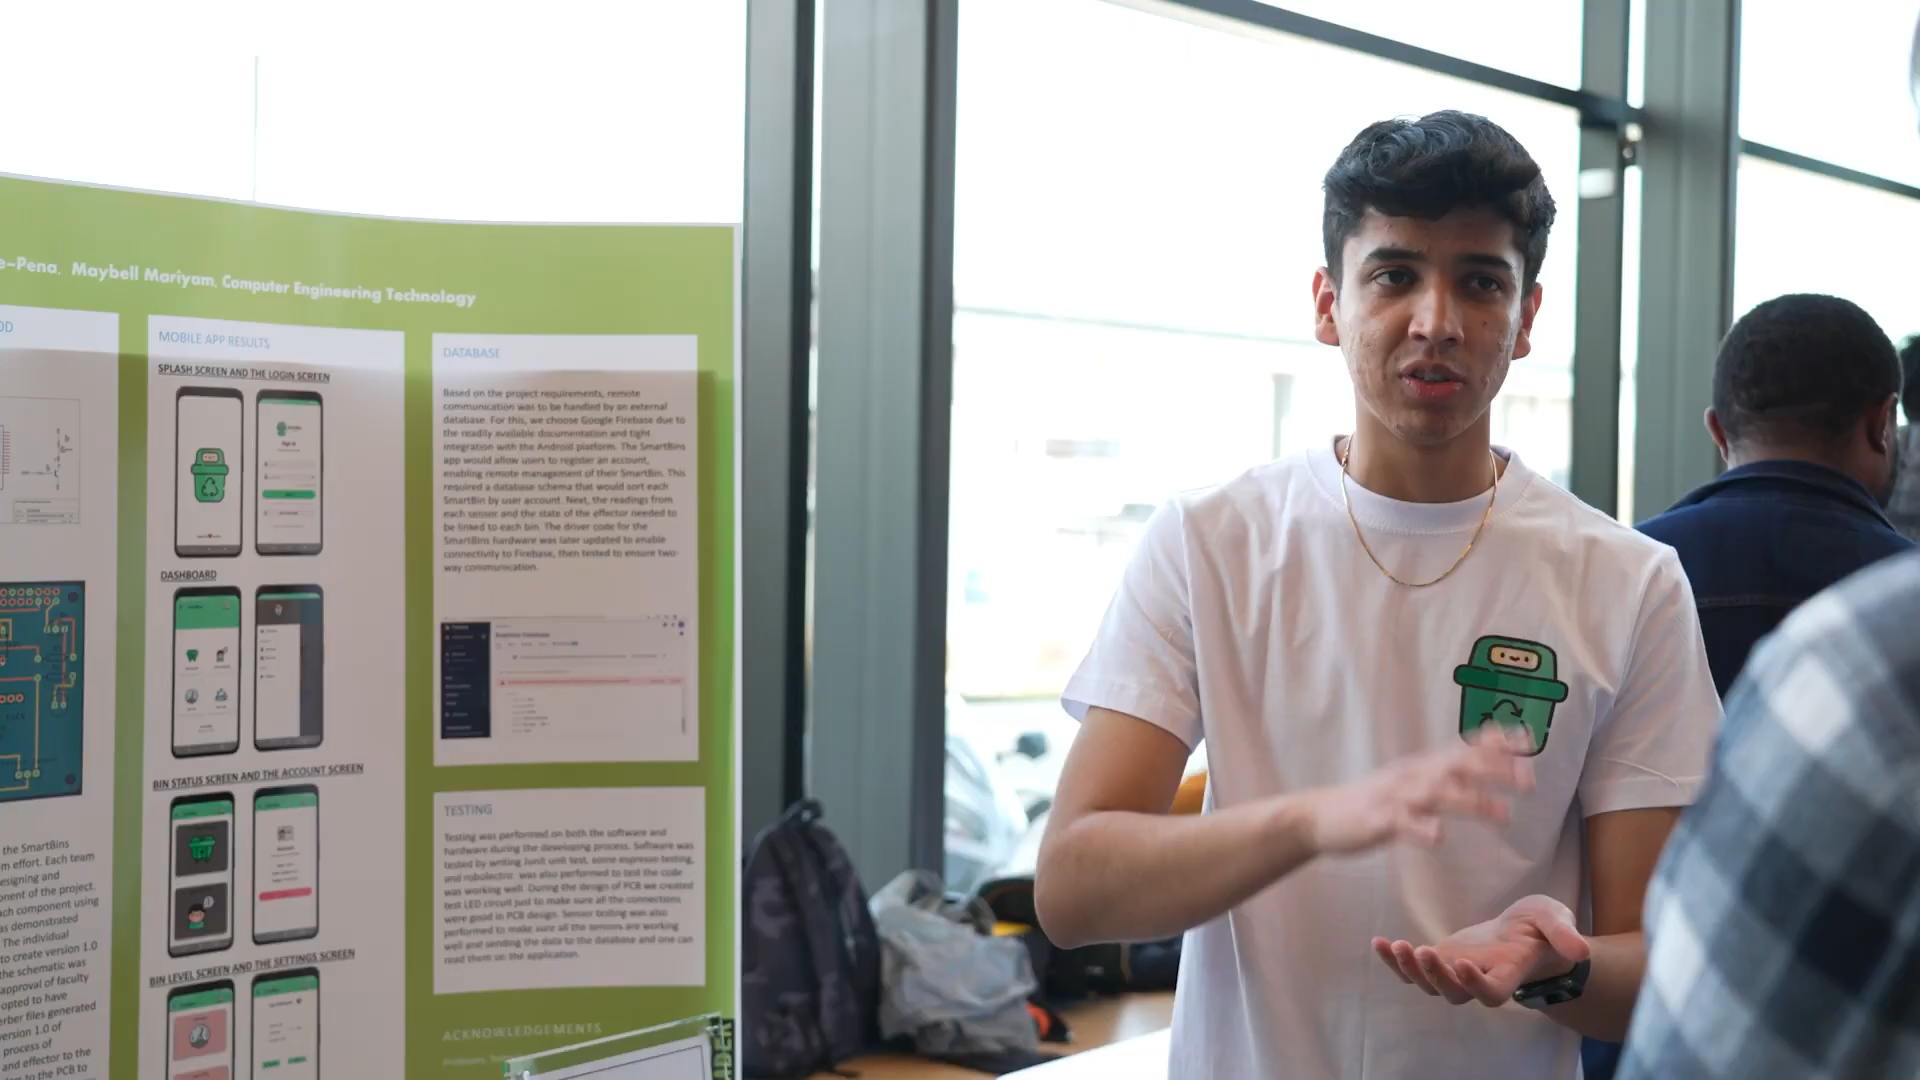 e-Pena, Maybell Mariyam, Computer Engineering Technology
OD
the SmartBins
m effort. Each team
esigning and
onent of the project.
ach component using
as demonstrated
The individual
to create version 1.0
the schematic was
approval of faculty
opted to have
erber files generated
version 1.0 of
process of
and effector to the
to the PCB to
MOBILE APP RESULTS
SPLASH SCREEN AND THE LOGIN SCREEN
DASHBOARD
BIN STATUS SCREEN AND THE ACCOUNT SCREEN
BIN LEVEL SCREEN AND THE SETTINGS SCREEN
DATABASE
Based on the project requirements, remote
communication was to be handled by an external
database. For this, we choose Google Firebase due to
the readily available documentation and tight
integration with the Android platform. The SmartBins
app would allow users to register an account,
enabling remote management of their SmartBin. This
required a database schema that would sort each
SmartBin by user account. Next, the readings from
each sensor and the state of the effector needed to
be linked to each bin. The driver code for the
SmartBins hardware was later updated to enable
connectivity to Firebase, then tested to ensure two-
way communication.
TESTING
Testing was performed on both the software and
hardware during the developing process. Software was
tested by writing Junit unit test, some espresso testing,
and robolectric was also performed to test the code
was working well. During the design of PCB we created
test LED circuit just to make sure all the connections
were good in PCB design. Sensor testing was also
performed to make sure all the sensors are working
well and sending the data to the database and one can
read them on the application.
ACKNOWLEDGEMENTS